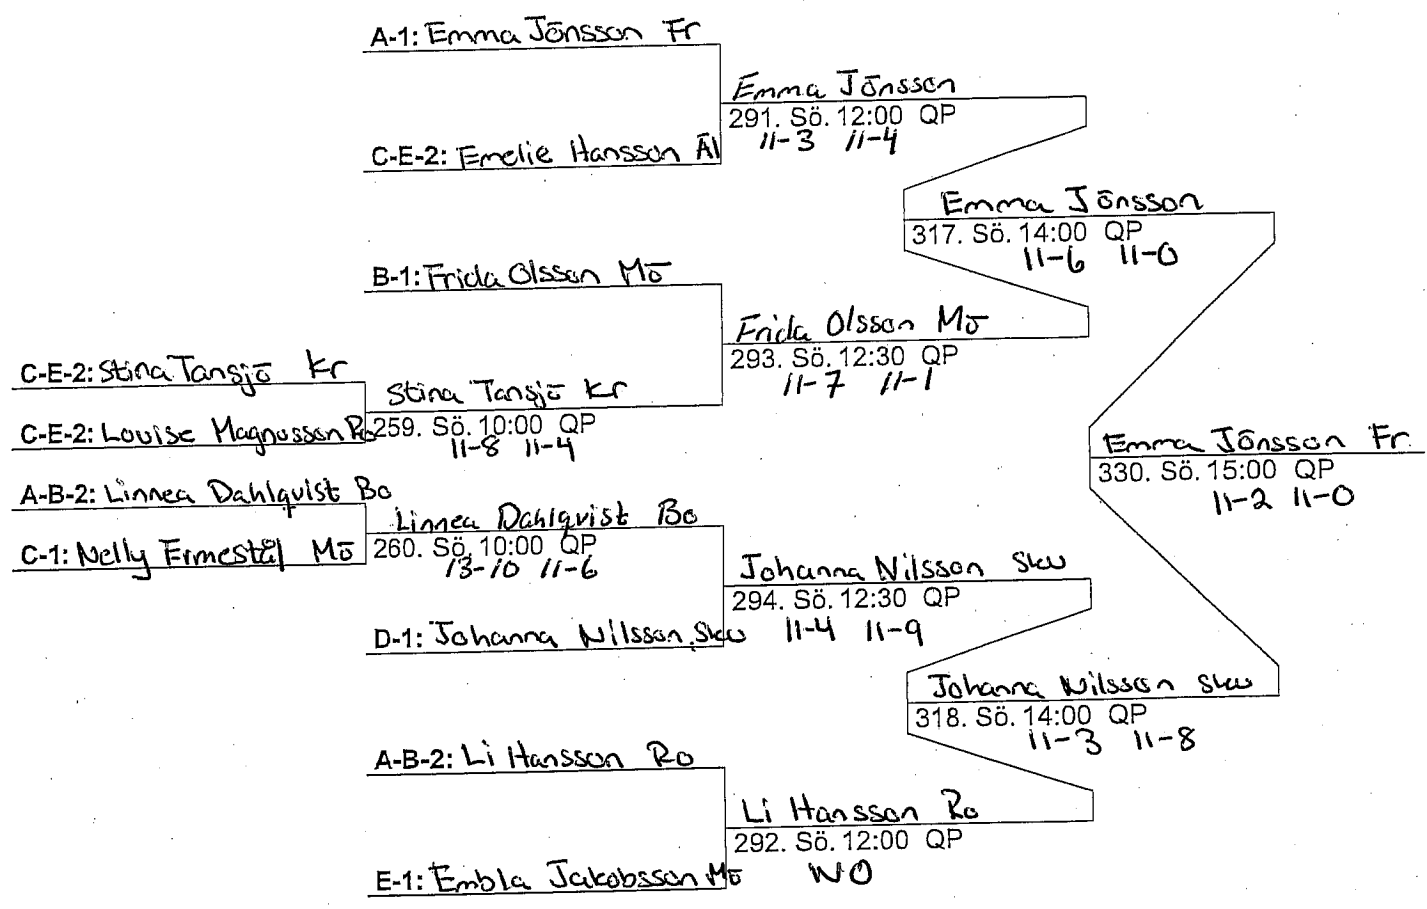 A-1: Emma Jönsson Fr
Emma Jönsson
291. Sö. 12:00 QP
11-3 11-4
C-E-2: Emelie Hansson Äl
Emma Jönsson
317. Sö. 14:00 QP
11-6 11-0
B-1: Frida Olsson Mö
Frida Olsson Mö
293. Sö. 12:30 QP
11-7 11-1
C-E-2: Stina Tansjö Kr
Stina Tansjö Kr
C-E-2: Louise Magnusson Ro
259. Sö. 10:00 QP
11-8 11-4
Emma Jönsson Fr
330. Sö. 15:00 QP
11-2 11-0
A-B-2: Linnea Dahlqvist Bo
Linnea Dahlqvist Bo
C-1: Nelly Ermestål Mö
260. Sö. 10:00 QP
13-10 11-6
Johanna Nilsson Sku
294. Sö. 12:30 QP
D-1: Johanna Nilsson Sku
11-4 11-9
Johanna Nilsson Sku
318. Sö. 14:00 QP
11-3 11-8
A-B-2: Li Hansson Ro
Li Hansson Ro
292. Sö. 12:00 QP
E-1: Embla Jakobsson Mö
WO